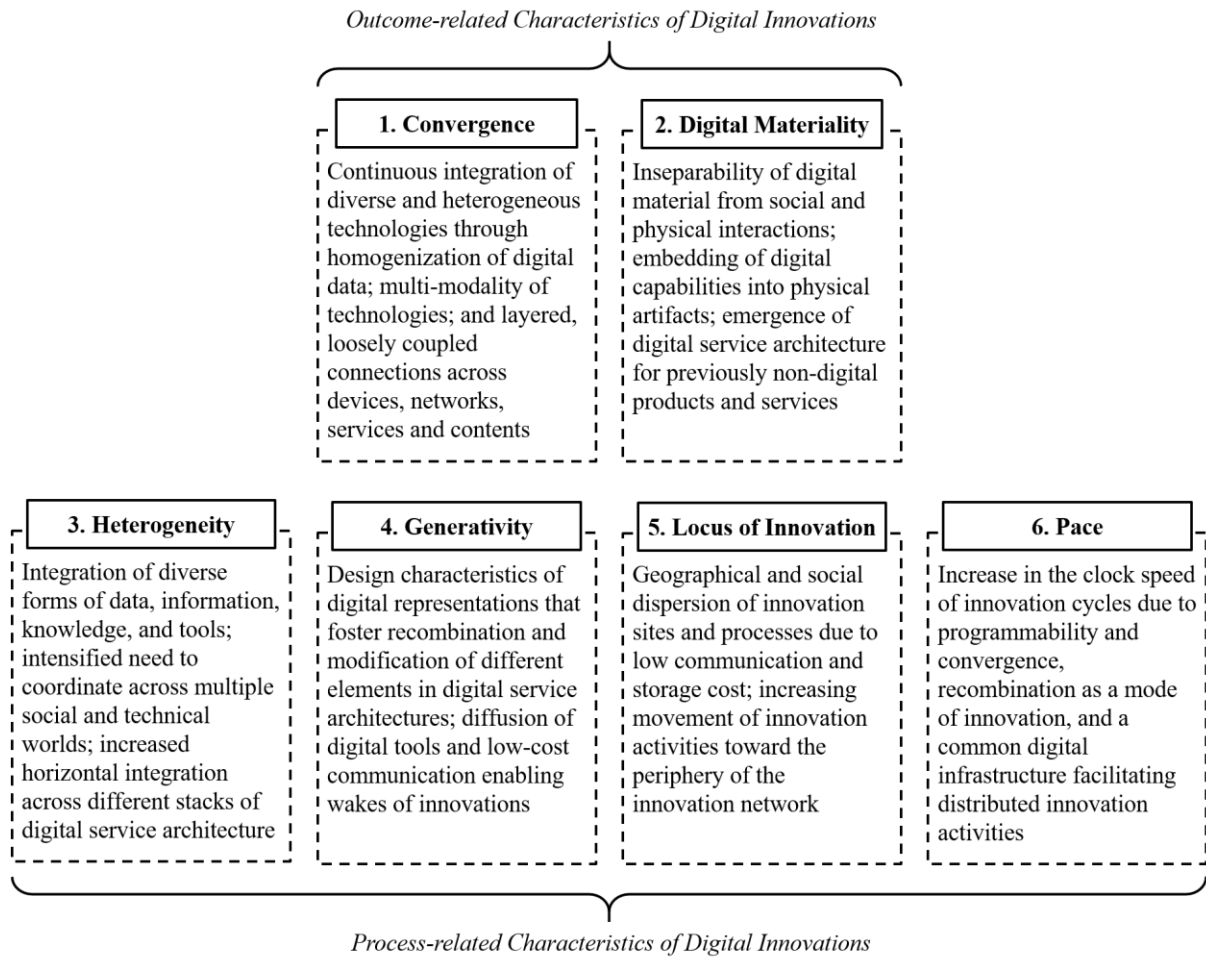 Outcome-related Characteristics of Digital Innovations
1. Convergence
Continuous integration of
diverse and heterogeneous
technologies through
homogenization of digital
data; multi-modality of
technologies; and layered,
loosely coupled
connections across
devices, networks,
services and contents
2. Digital Materiality
Inseparability of digital
material from social and
physical interactions;
embedding of digital
capabilities into physical
artifacts; emergence of
digital service architecture
for previously non-digital
products and services
3. Heterogeneity
Integration of diverse
forms of data, information,
knowledge, and tools;
intensified need to
coordinate across multiple
social and technical
worlds; increased
horizontal integration
across different stacks of
digital service architecture
4. Generativity
Design characteristics of
digital representations that
foster recombination and
modification of different
elements in digital service
architectures; diffusion of
digital tools and low-cost
communication enabling
wakes of innovations
5. Locus of Innovation
Geographical and social
dispersion of innovation
sites and processes due to
low communication and
storage cost; increasing
movement of innovation
activities toward the
periphery of the
innovation network
6. Pace
Increase in the clock speed
of innovation cycles due to
programmability and
convergence,
recombination as a mode
of innovation, and a
common digital
infrastructure facilitating
distributed innovation
activities
Process-related Characteristics of Digital Innovations